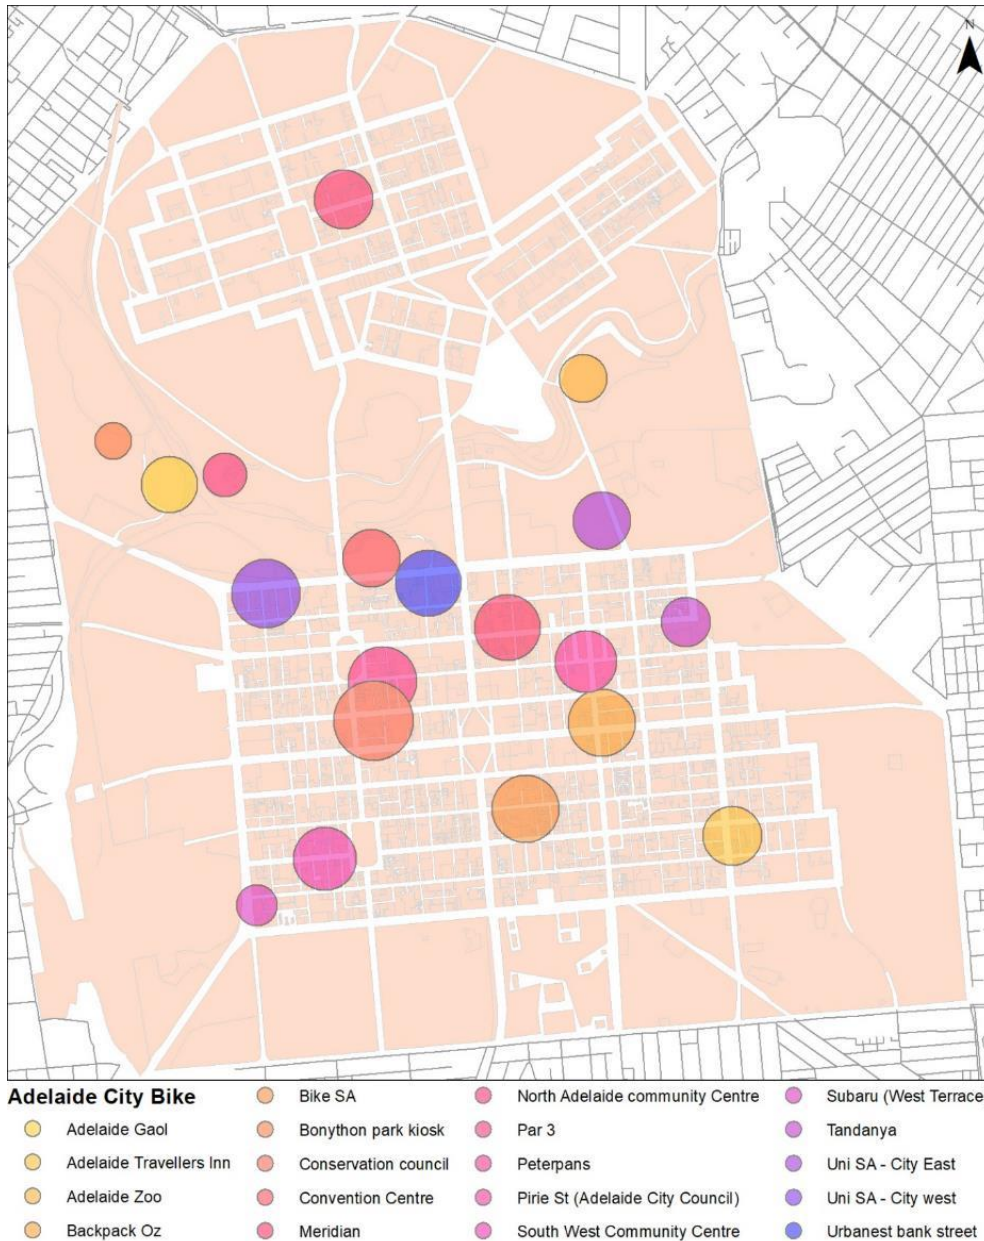 N
Adelaide City Bike
Adelaide Gaol
Adelaide Travellers Inn
Adelaide Zoo
Backpack Oz
Bike SA
Bonython park kiosk
Conservation council
Convention Centre
Meridian
North Adelaide community Centre
Par 3
Peterpans
Pirie St (Adelaide City Council)
South West Community Centre
Subaru (West Terrace
Tandanya
Uni SA - City East
Uni SA - City west
Urbanest bank street